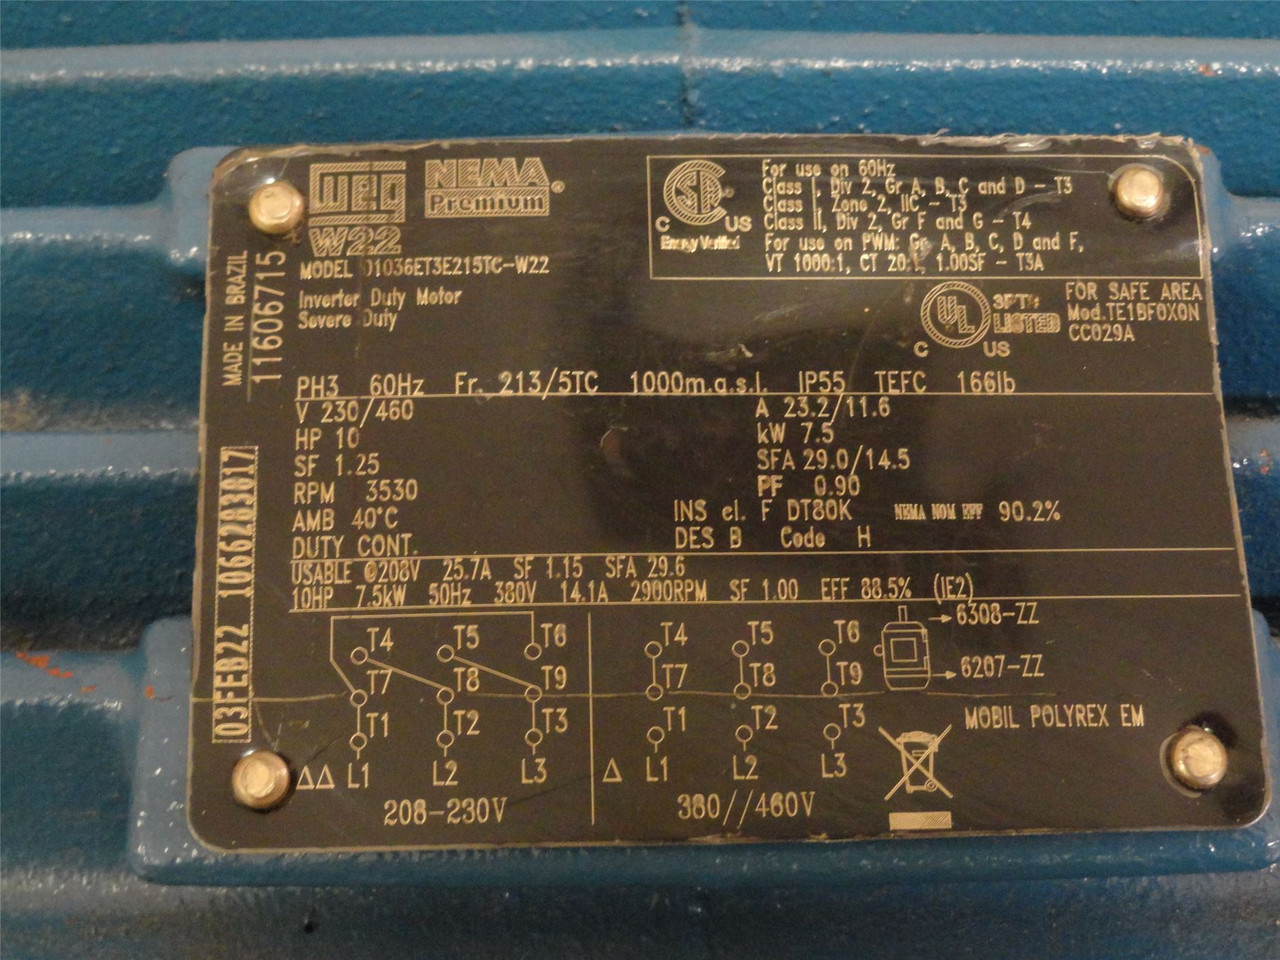 WEG
NEMA
Premium®
W22
MODEL 01036ET3E215TC-W22
Inverter Duty Motor
Severe Duty
MADE IN BRAZIL
11606715
03FEB22 1066283017
SA
C US
Energy Verified
For use on 60Hz
Class I, Div 2, Gr A, B, C and D - T3
Class I, Zone 2, IIC - T3
Class II, Div 2, Gr F and G - T4
For use on PWM: Gr A, B, C, D and F,
VT 1000:1, CT 20:1, 1.00SF - T3A
UL
C US
3PTN
LISTED
FOR SAFE AREA
Mod.TE1BF0X0N
CC029A
PH3 60Hz Fr. 213/5TC 1000m.a.s.l. IP55 TEFC 166lb
V 230/460 A 23.2/11.6
HP 10 kW 7.5
SF 1.25 SFA 29.0/14.5
RPM 3530 PF 0.90
AMB 40°C INS cl. F DT80K NEMA NOM EFF 90.2%
DUTY CONT. DES B Code H
USABLE @208V 25.7A SF 1.15 SFA 29.6
10HP 7.5kW 50Hz 380V 14.1A 2900RPM SF 1.00 EFF 88.5% (IE2)
T4 T5 T6
T7 T8 T9
T1 T2 T3
ΔΔ L1 L2 L3
208-230V
T4 T5 T6
T7 T8 T9
T1 T2 T3
Δ L1 L2 L3
380//460V
6308-ZZ
6207-ZZ
MOBIL POLYREX EM